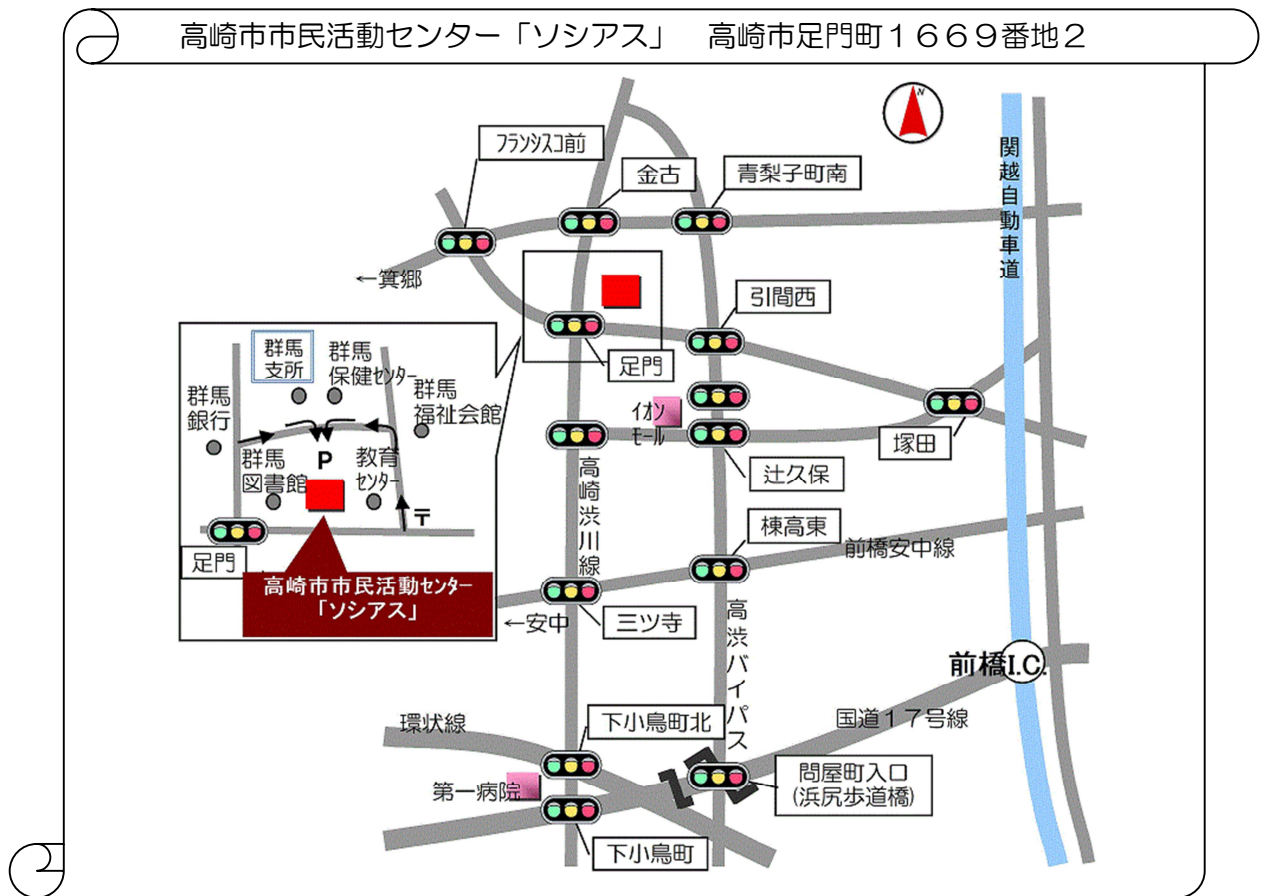 高崎市市民活動センター「ソシアス」　高崎市足門町１６６９番地２
N
ﾌﾗﾝｼｽｺ前
金古
青梨子町南
関越自動車道
←箕郷
引間西
足門
群馬
支所
群馬
保健ｾﾝﾀｰ
群馬
福祉会館
群馬
銀行
P
群馬
図書館
教育
ｾﾝﾀｰ
〒
足門
高崎市市民活動ｾﾝﾀｰ
「ソシアス」
ｲｵﾝ
ﾓｰﾙ
塚田
辻久保
高崎渋川線
棟高東
前橋安中線
←安中
三ツ寺
高渋バイパス
前橋I.C.
国道１７号線
環状線
下小鳥町北
第一病院
問屋町入口
(浜尻歩道橋)
下小鳥町